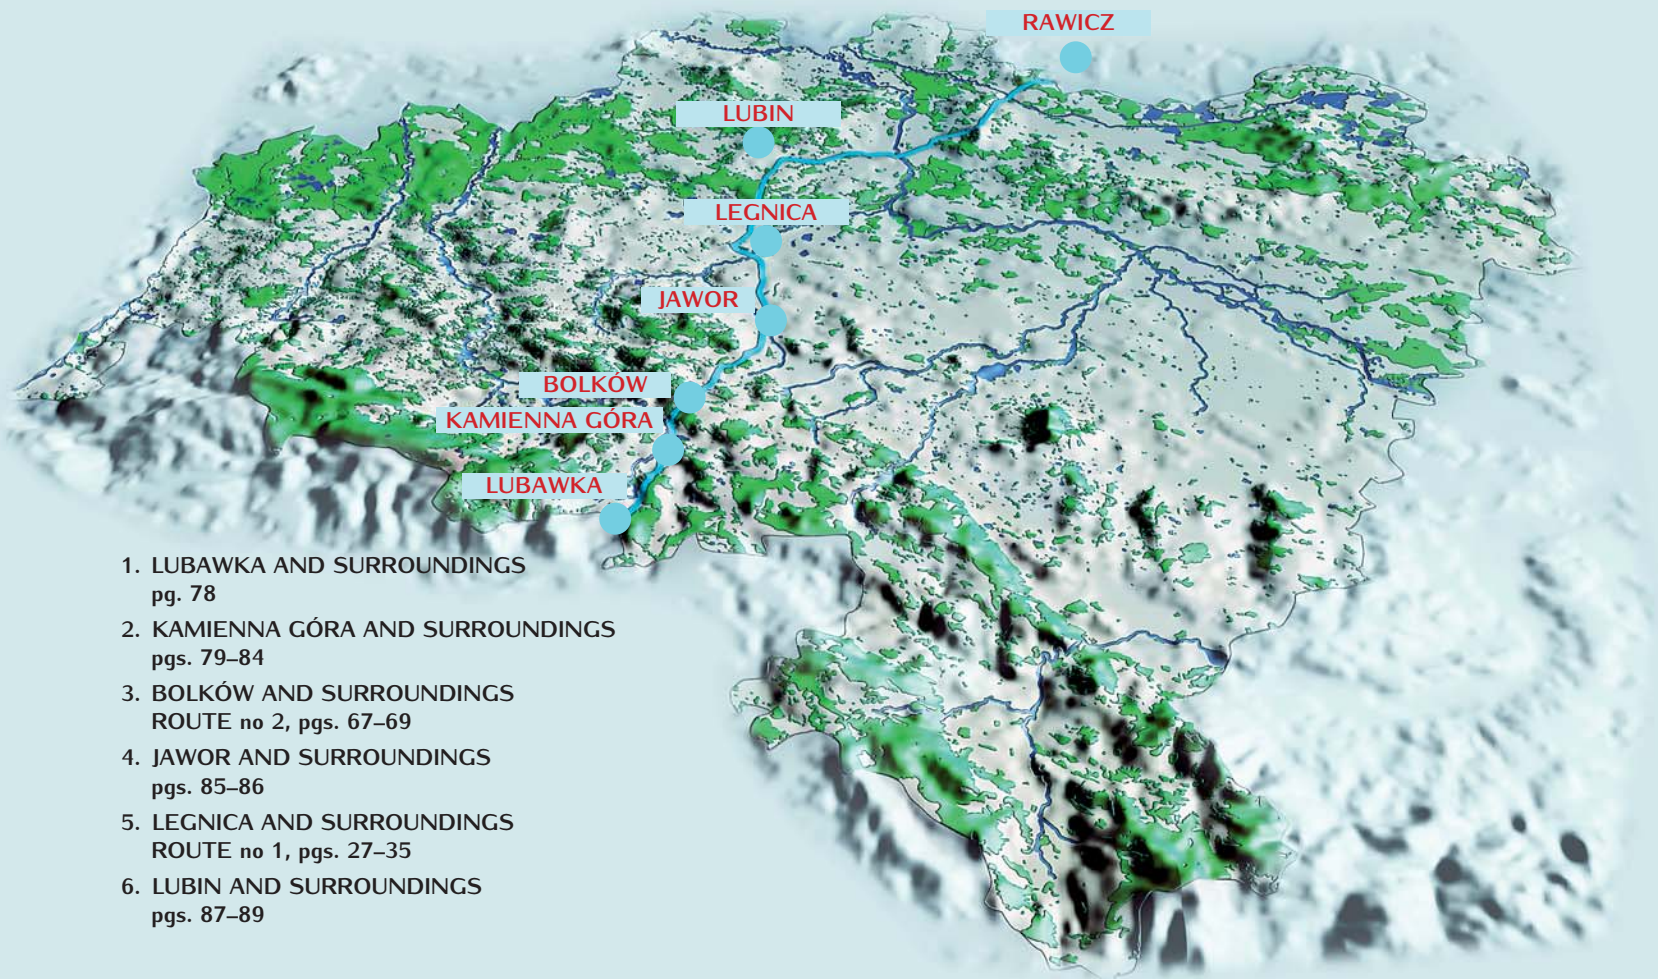 RAWICZ
LUBIN
LEGNICA
JAWOR
BOLKÓW
KAMIENNA GÓRA
LUBAWKA
1. LUBAWKA AND SURROUNDINGS
pg. 78
2. KAMIENNA GÓRA AND SURROUNDINGS
pgs. 79–84
3. BOLKÓW AND SURROUNDINGS
ROUTE no 2, pgs. 67–69
4. JAWOR AND SURROUNDINGS
pgs. 85–86
5. LEGNICA AND SURROUNDINGS
ROUTE no 1, pgs. 27–35
6. LUBIN AND SURROUNDINGS
pgs. 87–89